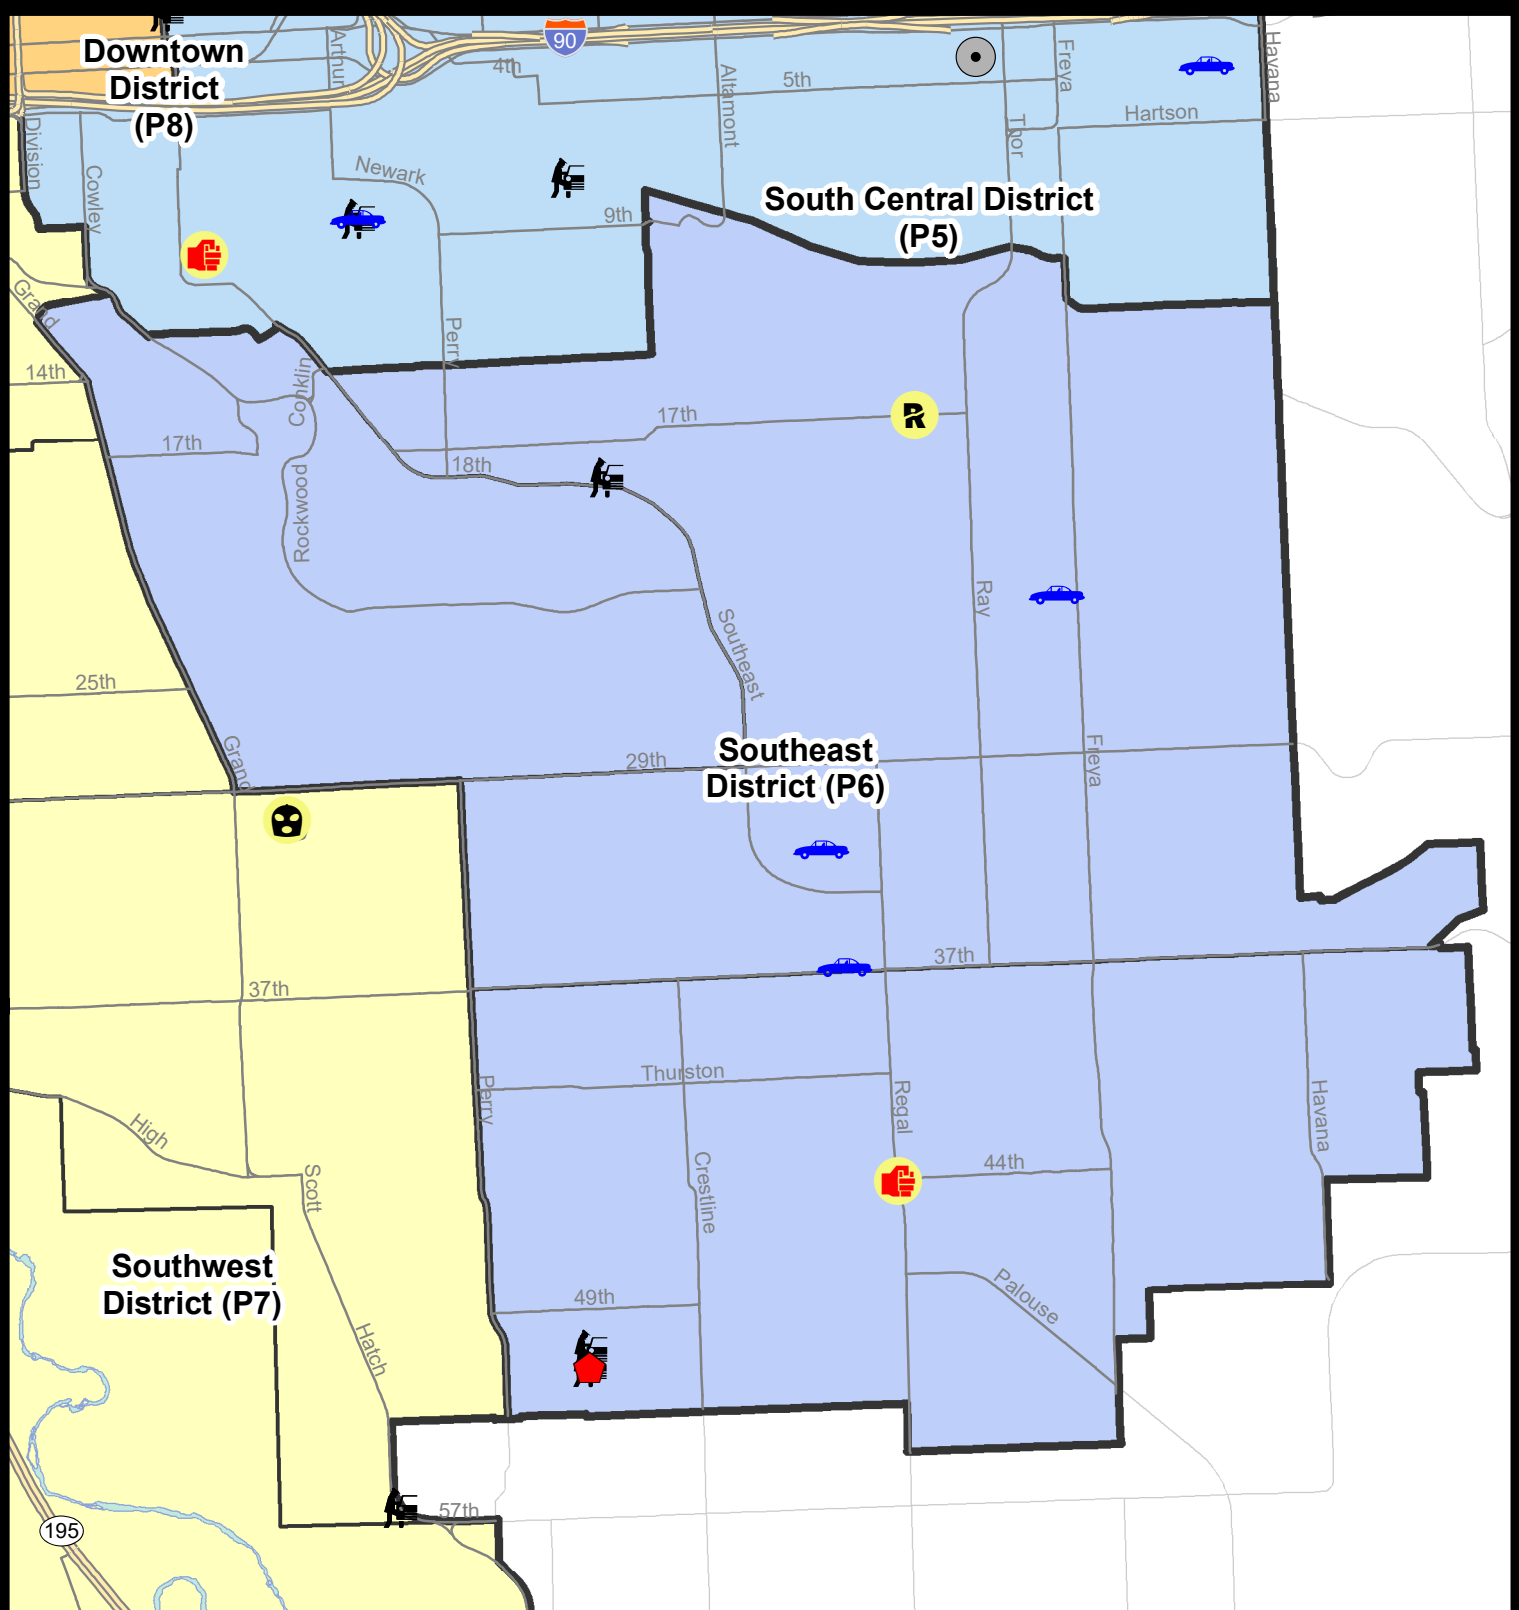 90
Downtown
District
(P8)
Arthur
4th
5th
Altamont
Freya
Havana
Hartson
Thor
Division
Cowley
Newark
South Central District
(P5)
9th
Grand
Perry
14th
Conklin
17th
17th
18th
Rockwood
Ray
Southeast
25th
Grand
29th
Southeast
District (P6)
Freya
37th
37th
Thurston
Perry
Regal
Havana
High
44th
Scott
Crestline
Southwest
District (P7)
Palouse
49th
Hatch
57th
195
R